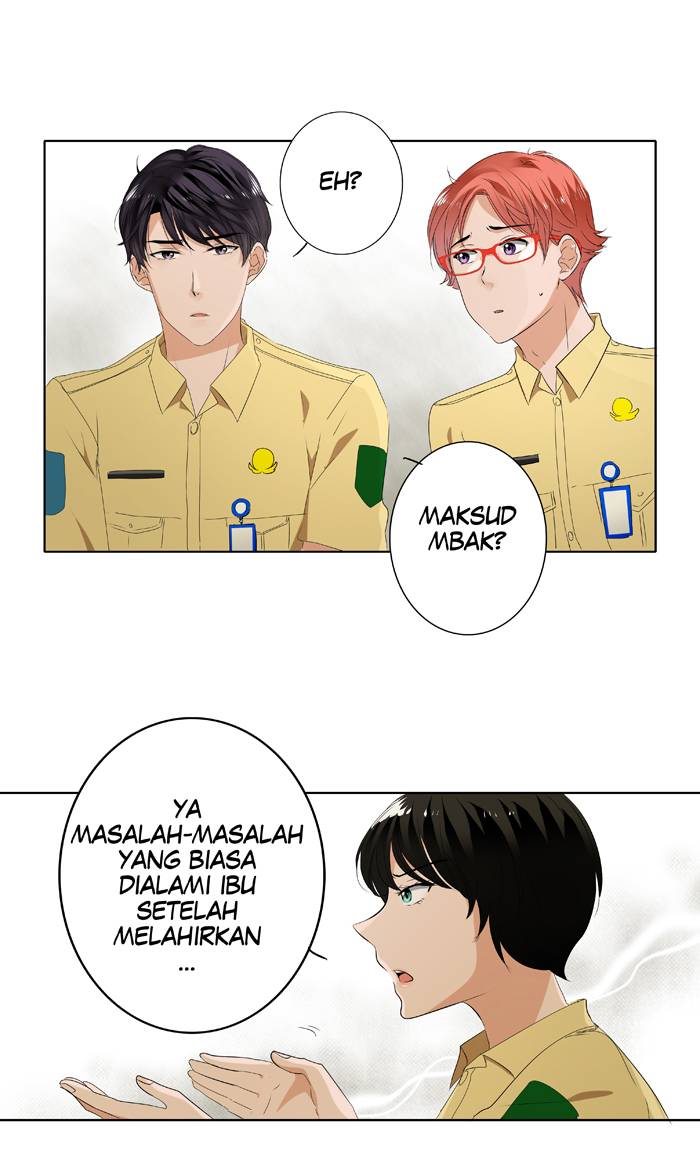 EH?
MAKSUD
MBAK?
YA
MASALAH-MASALAH
YANG BIASA
DIALAMI IBU
SETELAH
MELAHIRKAN
...